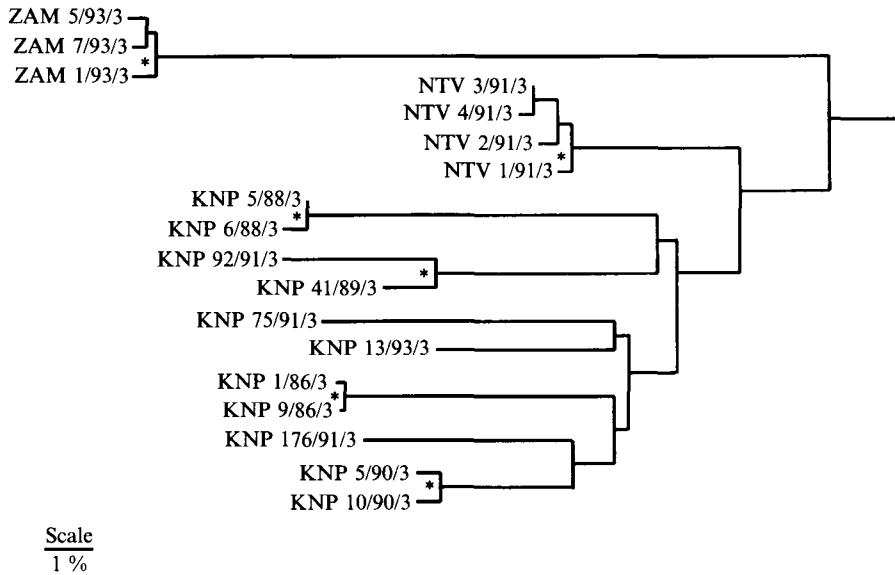 ZAM 5/93/3
ZAM 7/93/3
* ZAM 1/93/3
NTV 3/91/3
NTV 4/91/3
NTV 2/91/3
* NTV 1/91/3
KNP 5/88/3
* KNP 6/88/3
KNP 92/91/3
* KNP 41/89/3
KNP 75/91/3
KNP 13/93/3
KNP 1/86/3
* KNP 9/86/3
KNP 176/91/3
KNP 5/90/3
* KNP 10/90/3
Scale
1 %